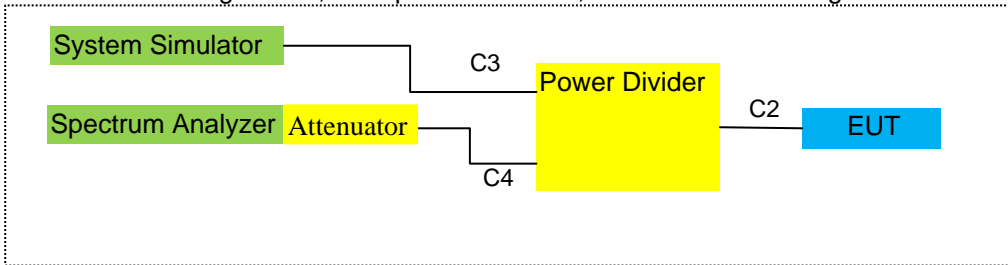 System Simulator
C3
Power Divider
C2
Spectrum Analyzer
Attenuator
EUT
C4